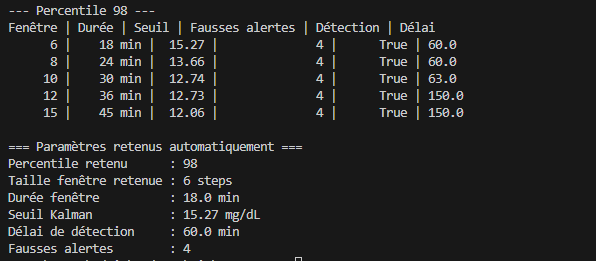 --- Percentile 98 ---
Fenêtre | Durée | Seuil | Fausses alertes | Détection | Délai
6 | 18 min | 15.27 | 4 | True | 60.0
8 | 24 min | 13.66 | 4 | True | 60.0
10 | 30 min | 12.74 | 4 | True | 63.0
12 | 36 min | 12.73 | 4 | True | 150.0
15 | 45 min | 12.06 | 4 | True | 150.0
=== Paramètres retenus automatiquement ===
Percentile retenu : 98
Taille fenêtre retenue : 6 steps
Durée fenêtre : 18.0 min
Seuil Kalman : 15.27 mg/dL
Délai de détection : 60.0 min
Fausses alertes : 4